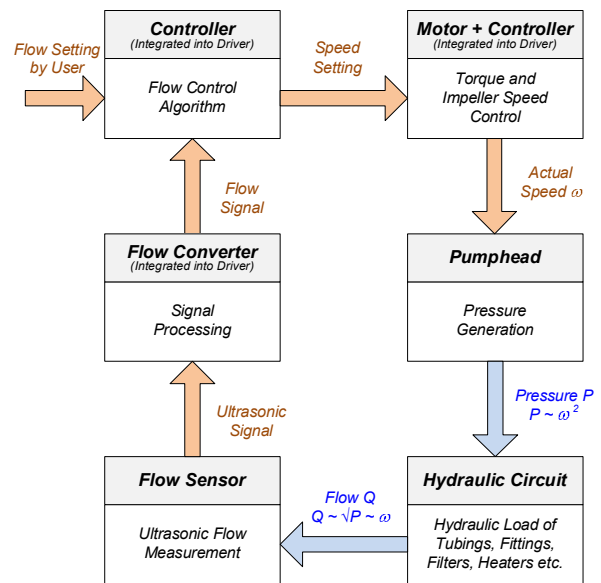 Flow Setting
by User
Controller
(Integrated into Driver)
Flow Control
Algorithm
Speed
Setting
Motor + Controller
(Integrated into Driver)
Torque and
Impeller Speed
Control
Actual
Speed ω
Pumphead
Pressure
Generation
Pressure P
P ~ ω²
Hydraulic Circuit
Hydraulic Load of
Tubings, Fittings,
Filters, Heaters etc.
Flow Q
Q ~ √P ~ ω
Flow Sensor
Ultrasonic Flow
Measurement
Ultrasonic
Signal
Flow Converter
(Integrated into Driver)
Signal
Processing
Flow
Signal